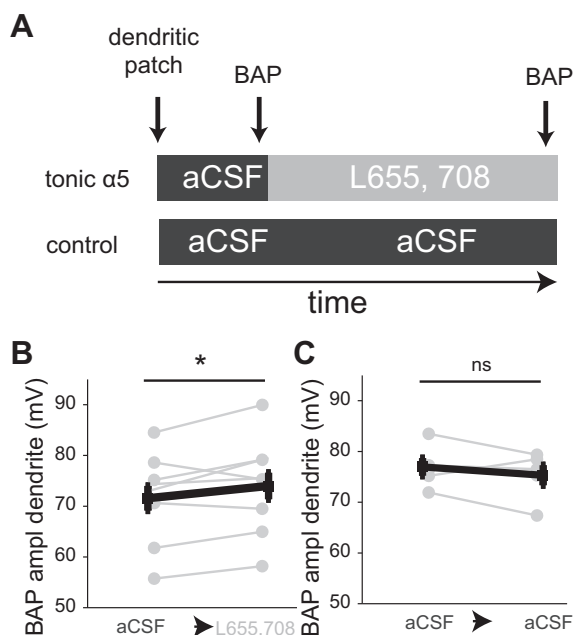 A
dendritic
patch
BAP
BAP
tonic α5
aCSF
L655, 708
control
aCSF
aCSF
time
B
*
BAP ampl dendrite (mV)
90
80
70
60
50
aCSF
L655,708
C
ns
BAP ampl dendrite (mV)
90
80
70
60
50
aCSF
aCSF